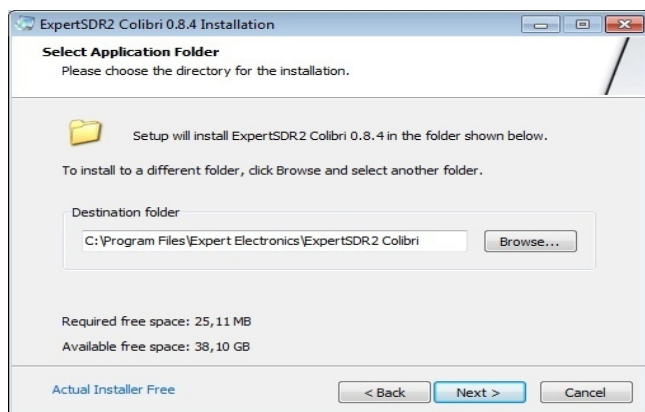 ExpertSDR2 Colibri 0.8.4 Installation
Select Application Folder
Please choose the directory for the installation.
Setup will install ExpertSDR2 Colibri 0.8.4 in the folder shown below.
To install to a different folder, click Browse and select another folder.
Destination folder
C:\Program Files\Expert Electronics\ExpertSDR2 Colibri
Browse...
Required free space: 25,11 MB
Available free space: 38,10 GB
Actual Installer Free
< Back
Next >
Cancel